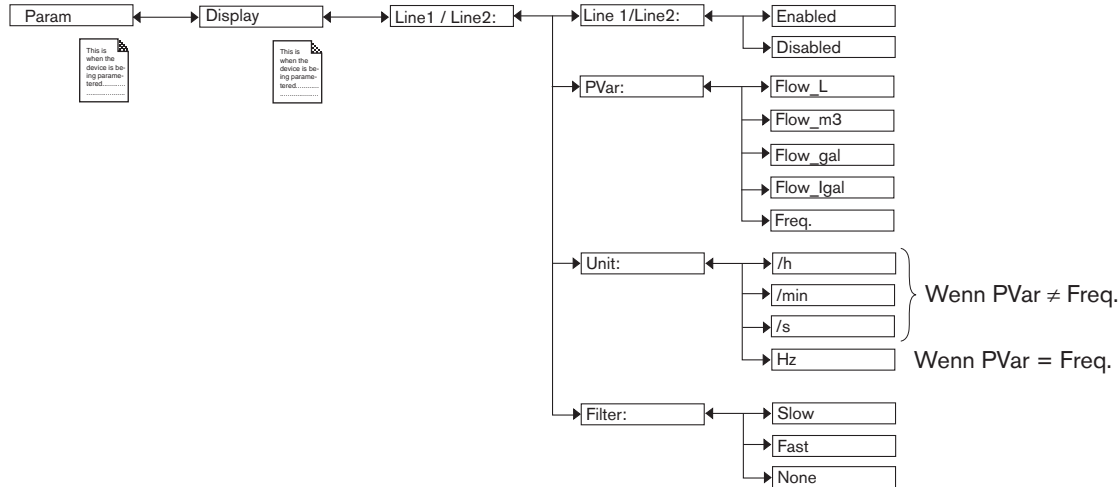 Param
Display
Line1 / Line2:
Line 1/Line2:
Enabled
Disabled
This is
when the
device is be-
ing parame-
tered...........
....................
This is
when the
device is be-
ing parame-
tered...........
....................
PVar:
Flow_L
Flow_m3
Flow_gal
Flow_Igal
Freq.
Unit:
/h
/min
/s
Wenn PVar ≠ Freq.
Hz
Wenn PVar = Freq.
Filter:
Slow
Fast
None